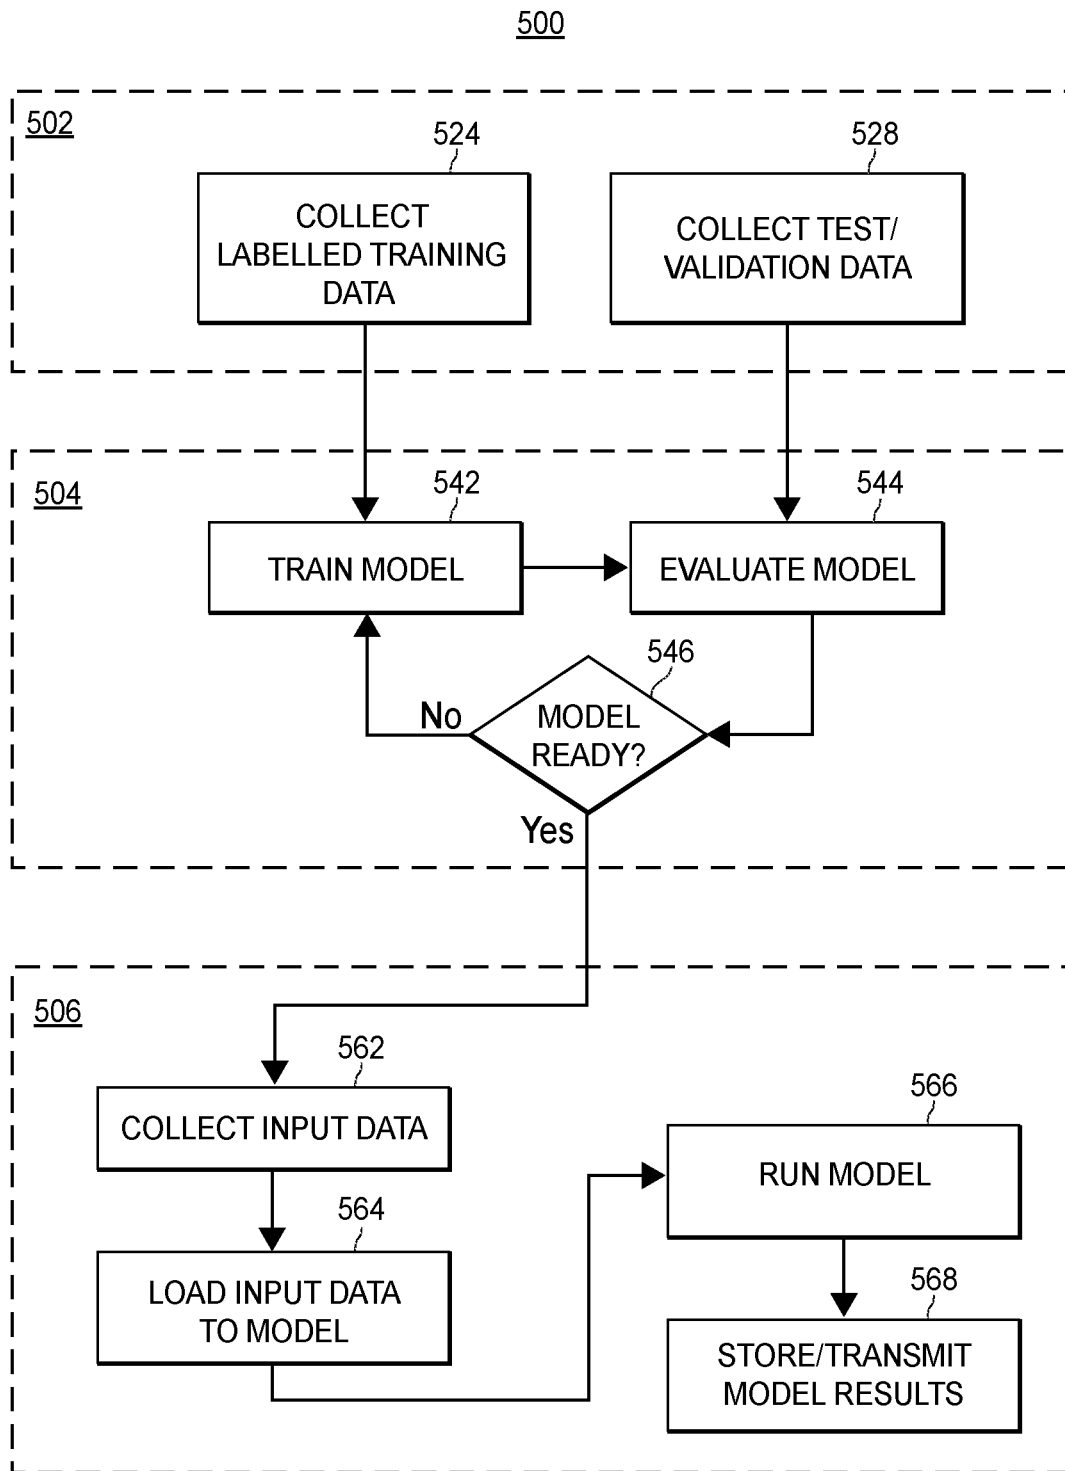 500
502
524
528
COLLECT
LABELLED TRAINING
DATA
COLLECT TEST/
VALIDATION DATA
504
542
544
TRAIN MODEL
EVALUATE MODEL
546
No
MODEL
READY?
Yes
506
562
COLLECT INPUT DATA
566
RUN MODEL
564
LOAD INPUT DATA
TO MODEL
568
STORE/TRANSMIT
MODEL RESULTS